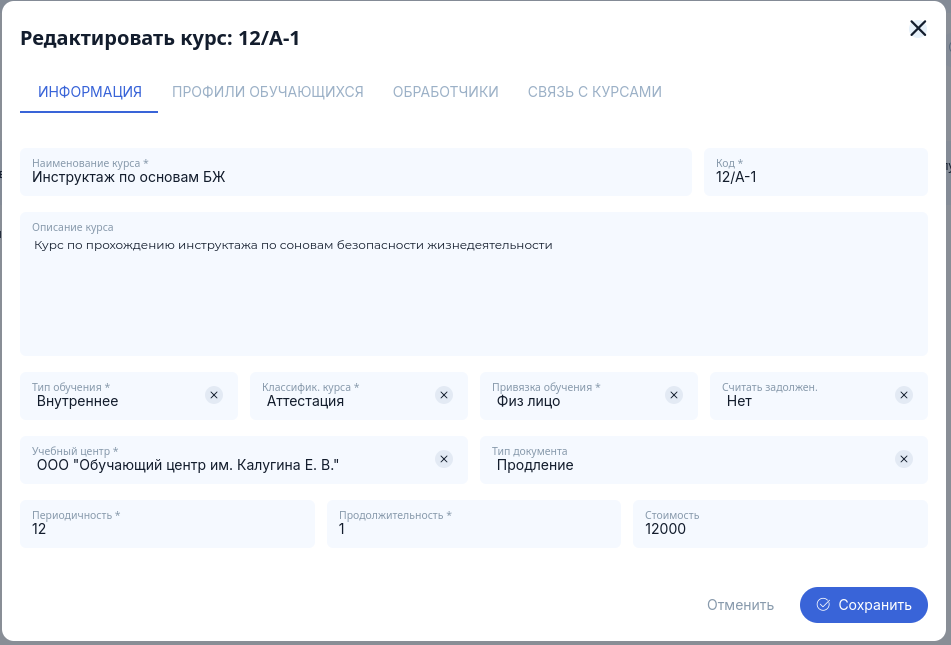 Редактировать курс: 12/А-1
ИНФОРМАЦИЯ ПРОФИЛИ ОБУЧАЮЩИХСЯ ОБРАБОТЧИКИ СВЯЗЬ С КУРСАМИ
Наименование курса * Код *
Инструктаж по основам БЖ 12/А-1
Описание курса
Курс по прохождению инструктажа по соновам безопасности жизнедеятельности
Тип обучения * Классифик. курса * Привязка обучения * Считать задолжен.
Внутреннее Аттестация Физ лицо Нет
Учебный центр * Тип документа
ООО "Обучающий центр им. Калугина Е. В." Продление
Периодичность * Продолжительность * Стоимость
12 1 12000
Отменить Сохранить